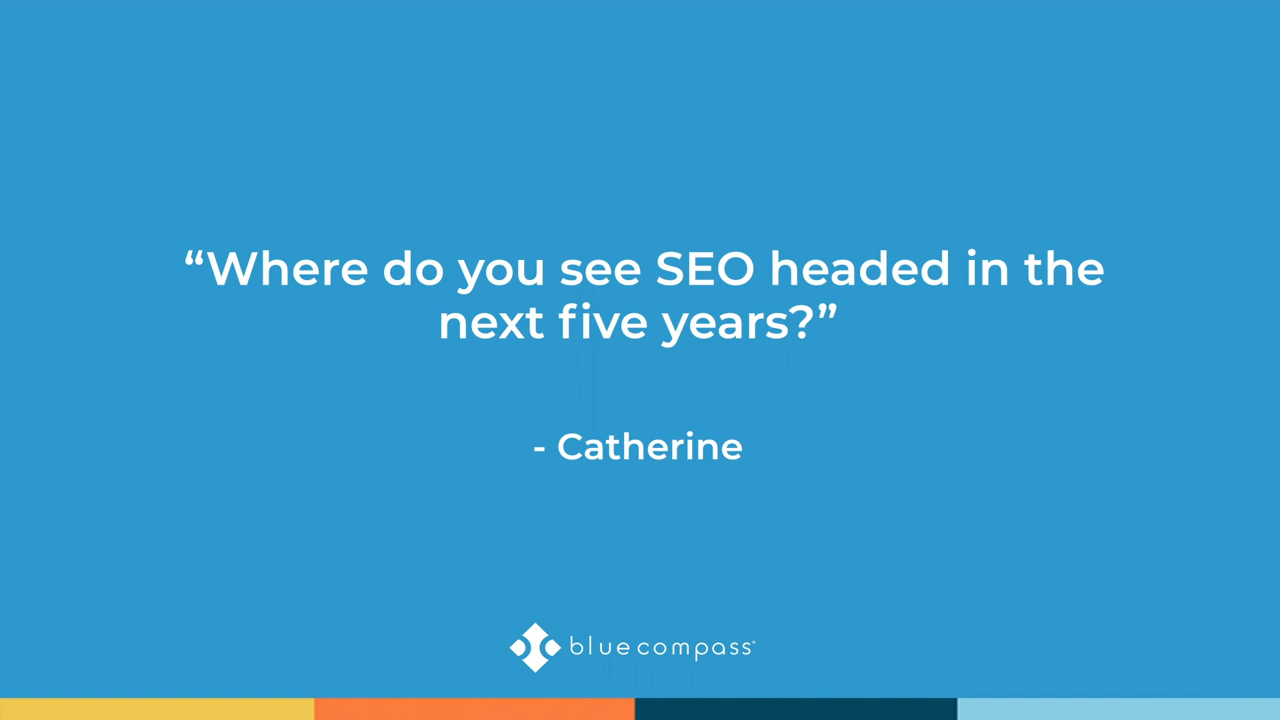 “Where do you see SEO headed in the
next five years?”
- Catherine
blue compass